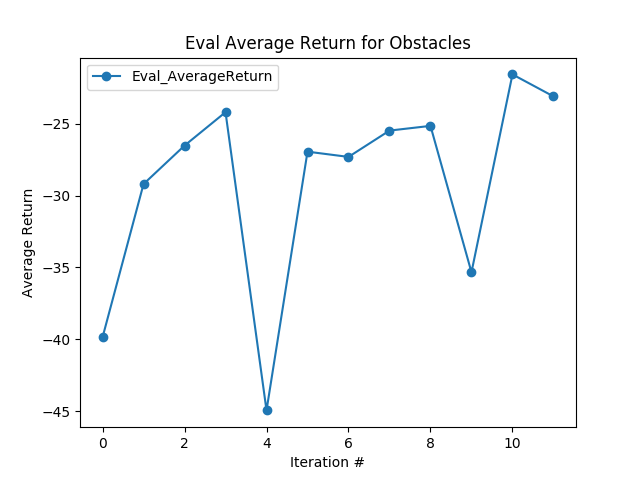 Eval Average Return for Obstacles
Eval_AverageReturn
Average Return
−25
−30
−35
−40
−45
0 2 4 6 8 10
Iteration #